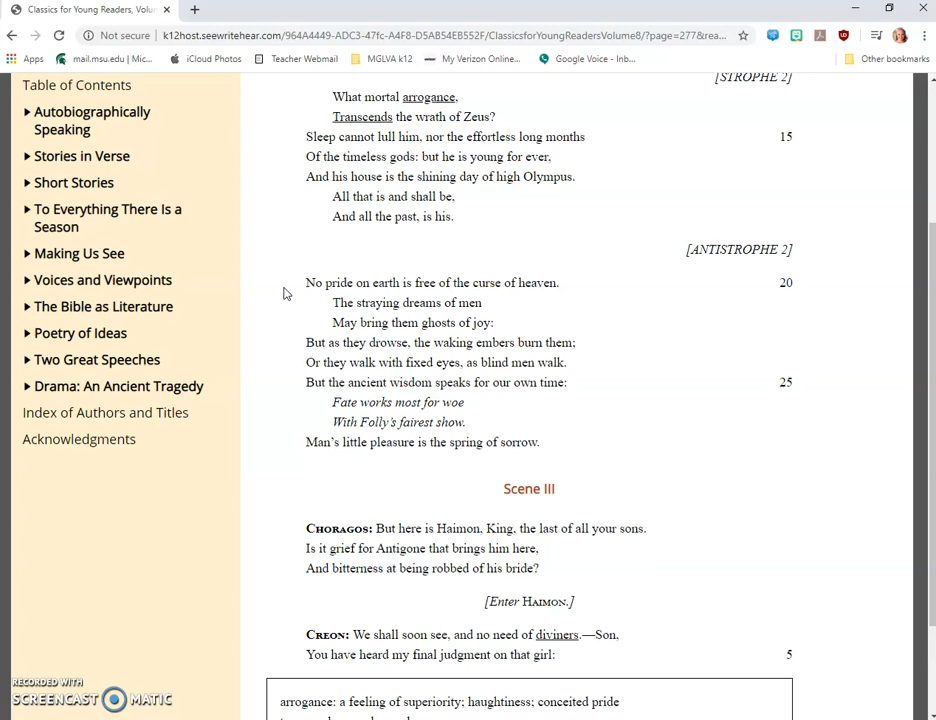 Classics for Young Readers, Volum
Not secure | k12host.seewritehear.com/964A4449-ADC3-47fc-A4F8-D5AB54EB552F/ClassicsforYoungReadersVolume8/?page=277&rea...
Apps mail.msu.edu | Mic... iCloud Photos Teacher Webmail MGLVA k12 My Verizon Online... Google Voice - Inb... Other bookmarks
Table of Contents
Autobiographically
Speaking
Stories in Verse
Short Stories
To Everything There Is a
Season
Making Us See
Voices and Viewpoints
The Bible as Literature
Poetry of Ideas
Two Great Speeches
Drama: An Ancient Tragedy
Index of Authors and Titles
Acknowledgments
[STROPHE 2]
What mortal arrogance,
Transcends the wrath of Zeus?
Sleep cannot lull him, nor the effortless long months 15
Of the timeless gods: but he is young for ever,
And his house is the shining day of high Olympus.
All that is and shall be,
And all the past, is his.
[ANTISTROPHE 2]
No pride on earth is free of the curse of heaven. 20
The straying dreams of men
May bring them ghosts of joy:
But as they drowse, the waking embers burn them;
Or they walk with fixed eyes, as blind men walk.
But the ancient wisdom speaks for our own time: 25
Fate works most for woe
With Folly's fairest show.
Man's little pleasure is the spring of sorrow.
Scene III
CHORAGOS: But here is Haimon, King, the last of all your sons.
Is it grief for Antigone that brings him here,
And bitterness at being robbed of his bride?
[Enter HAIMON.]
CREON: We shall soon see, and no need of diviners.—Son,
You have heard my final judgment on that girl: 5
arrogance: a feeling of superiority; haughtiness; conceited pride
RECORDED WITH
SCREENCAST MATIC